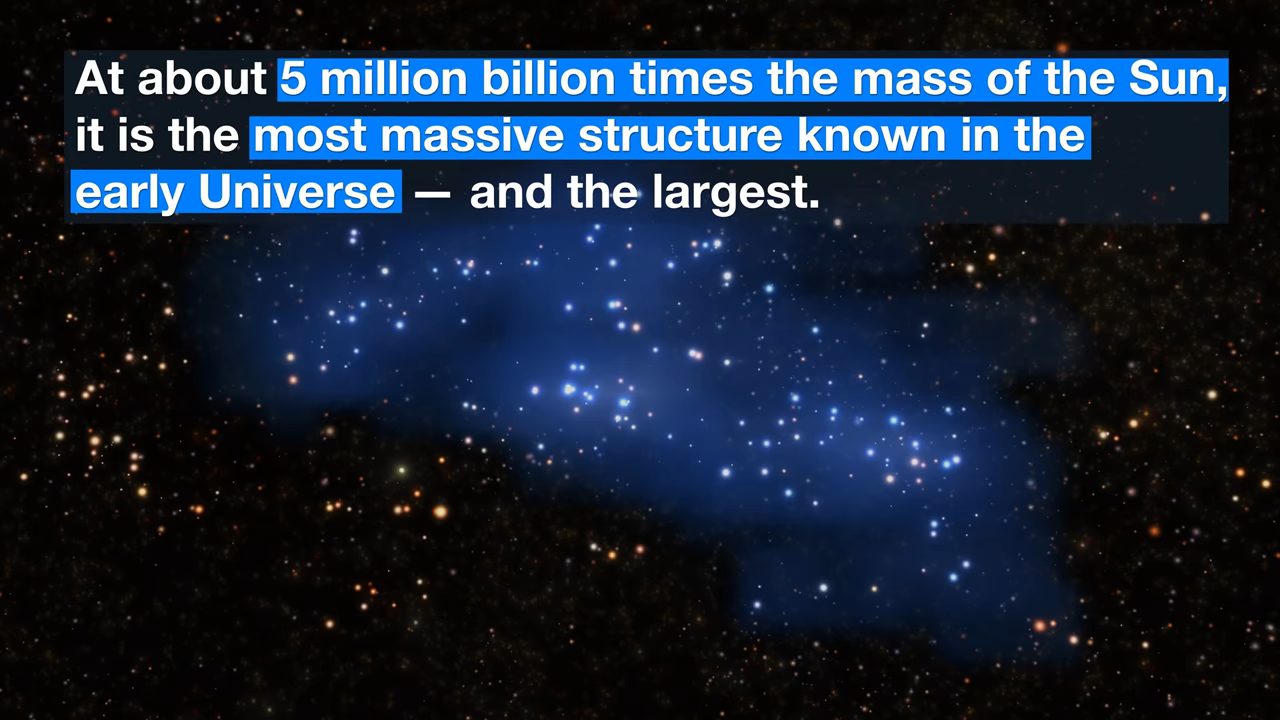 At about 5 million billion times the mass of the Sun,
it is the most massive structure known in the
early Universe — and the largest.